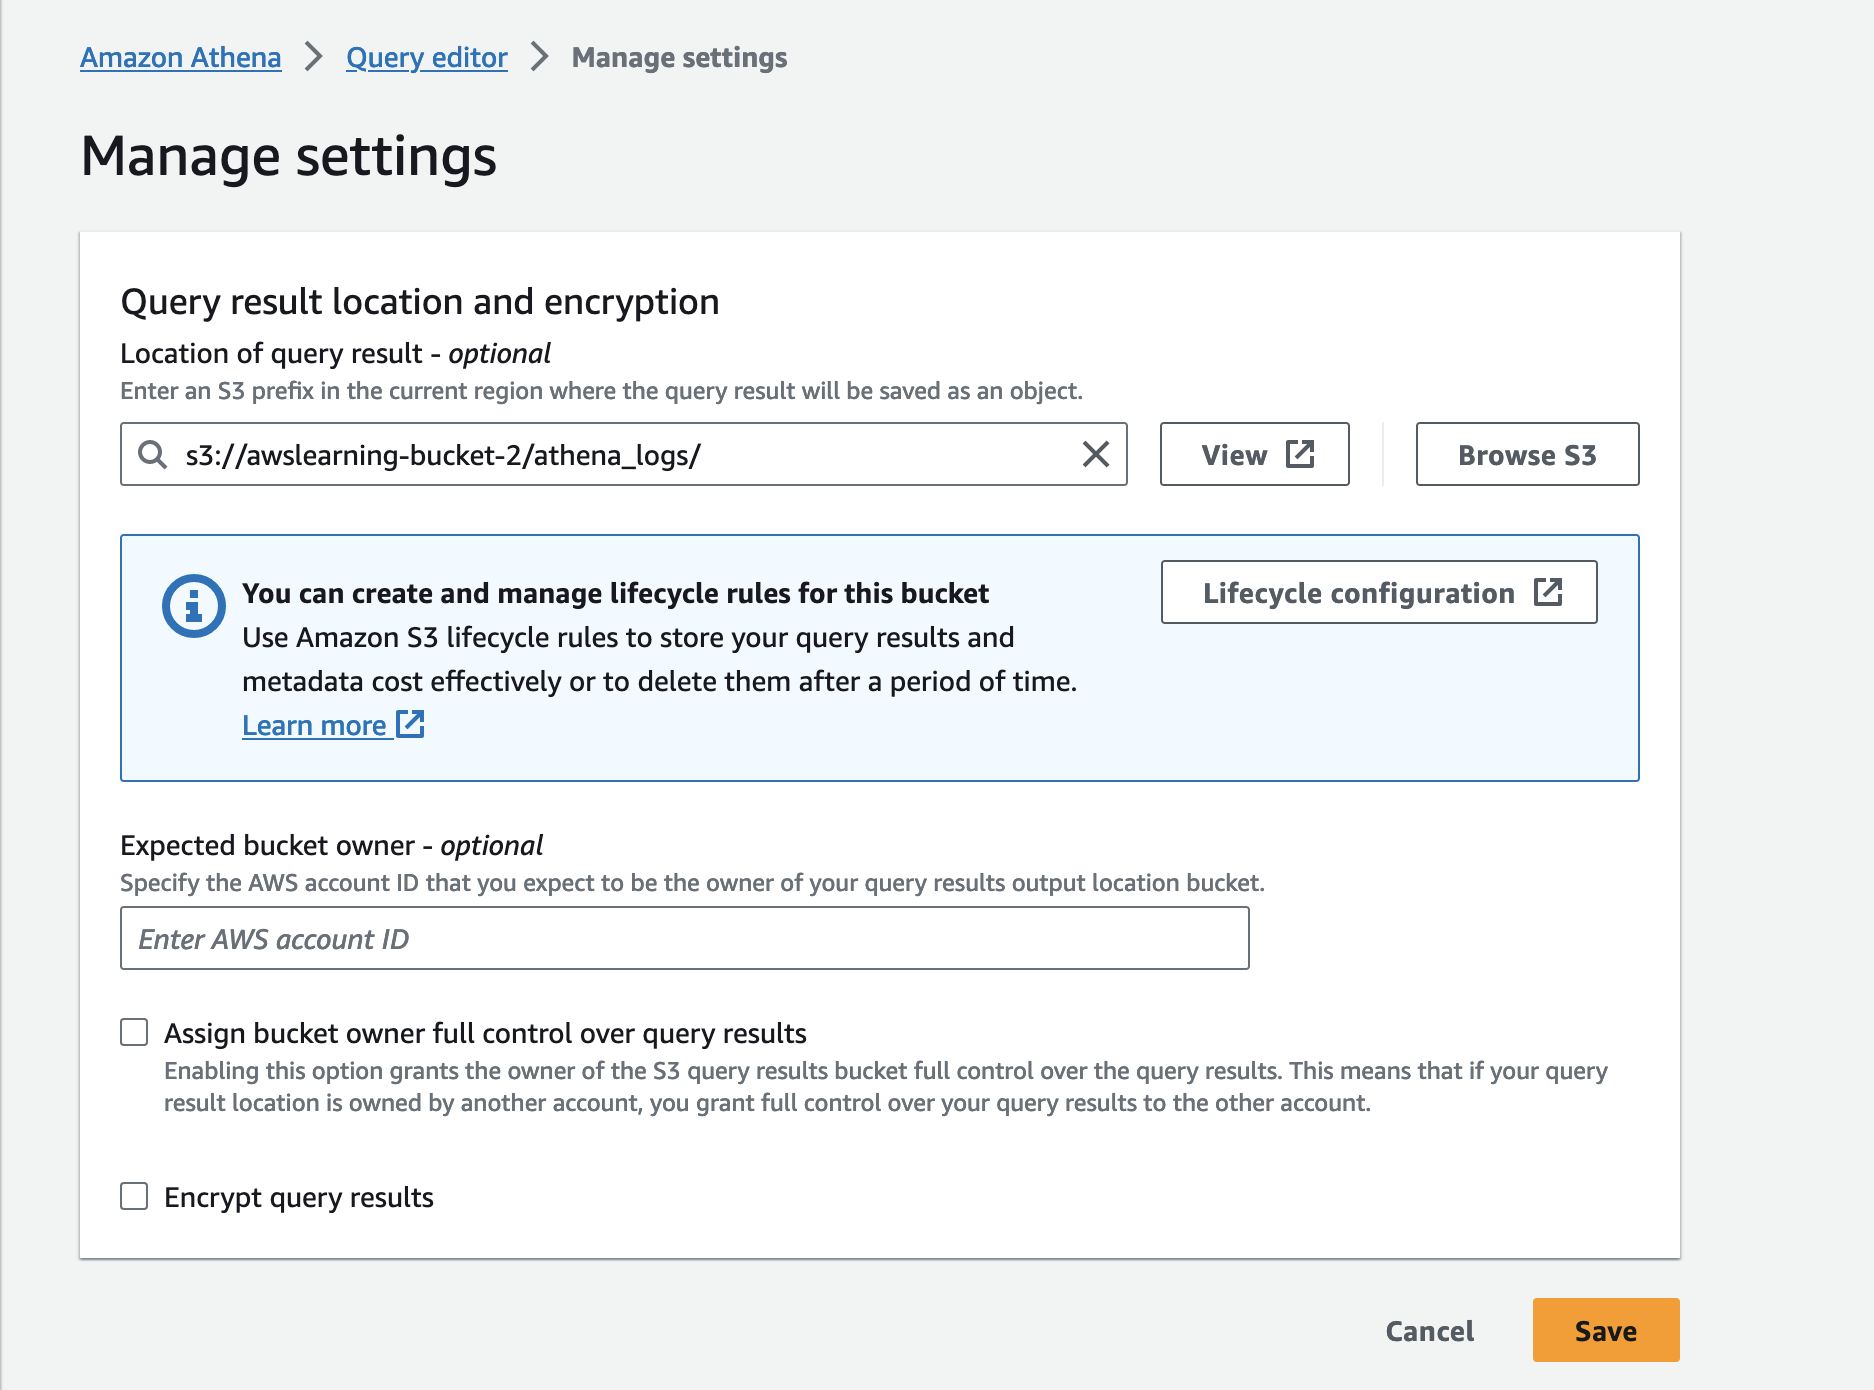 Amazon Athena > Query editor > Manage settings
Manage settings
Query result location and encryption
Location of query result - optional
Enter an S3 prefix in the current region where the query result will be saved as an object.
s3://awslearning-bucket-2/athena_logs/
View
Browse S3
You can create and manage lifecycle rules for this bucket
Lifecycle configuration
Use Amazon S3 lifecycle rules to store your query results and
metadata cost effectively or to delete them after a period of time.
Learn more
Expected bucket owner - optional
Specify the AWS account ID that you expect to be the owner of your query results output location bucket.
Enter AWS account ID
Assign bucket owner full control over query results
Enabling this option grants the owner of the S3 query results bucket full control over the query results. This means that if your query
result location is owned by another account, you grant full control over your query results to the other account.
Encrypt query results
Cancel
Save